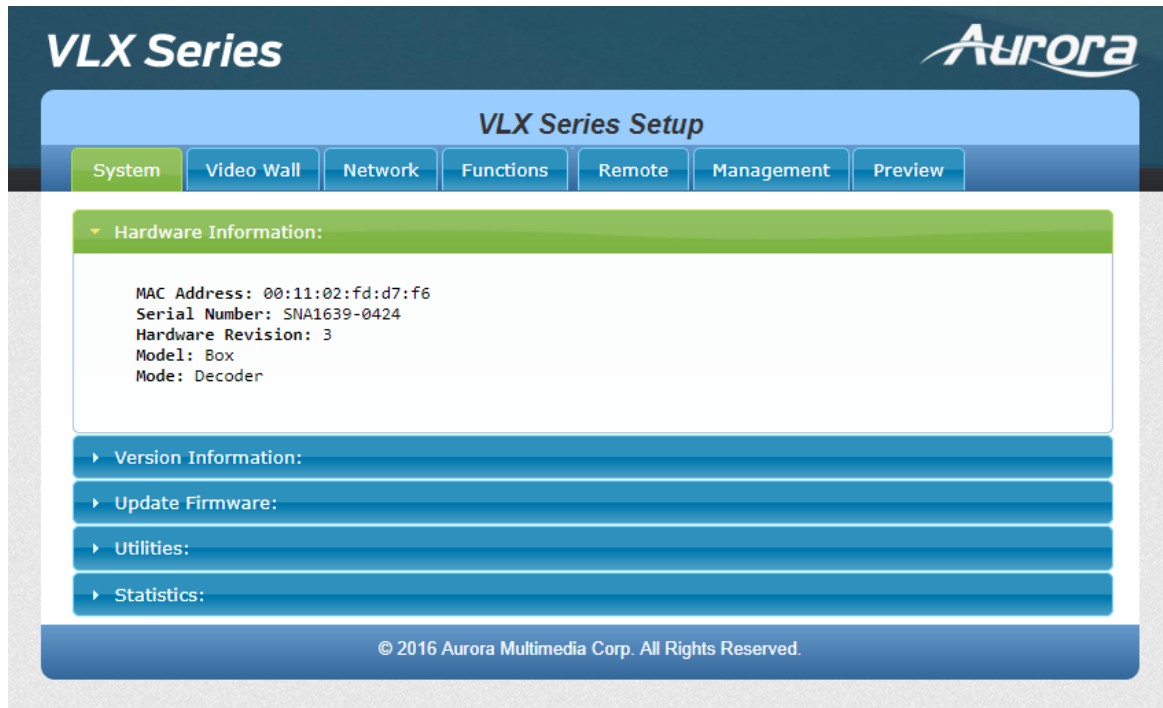 VLX Series
Aurora
VLX Series Setup
System Video Wall Network Functions Remote Management Preview
Hardware Information:
MAC Address: 00:11:02:fd:d7:f6
Serial Number: SNA1639-0424
Hardware Revision: 3
Model: Box
Mode: Decoder
Version Information:
Update Firmware:
Utilities:
Statistics:
© 2016 Aurora Multimedia Corp. All Rights Reserved.